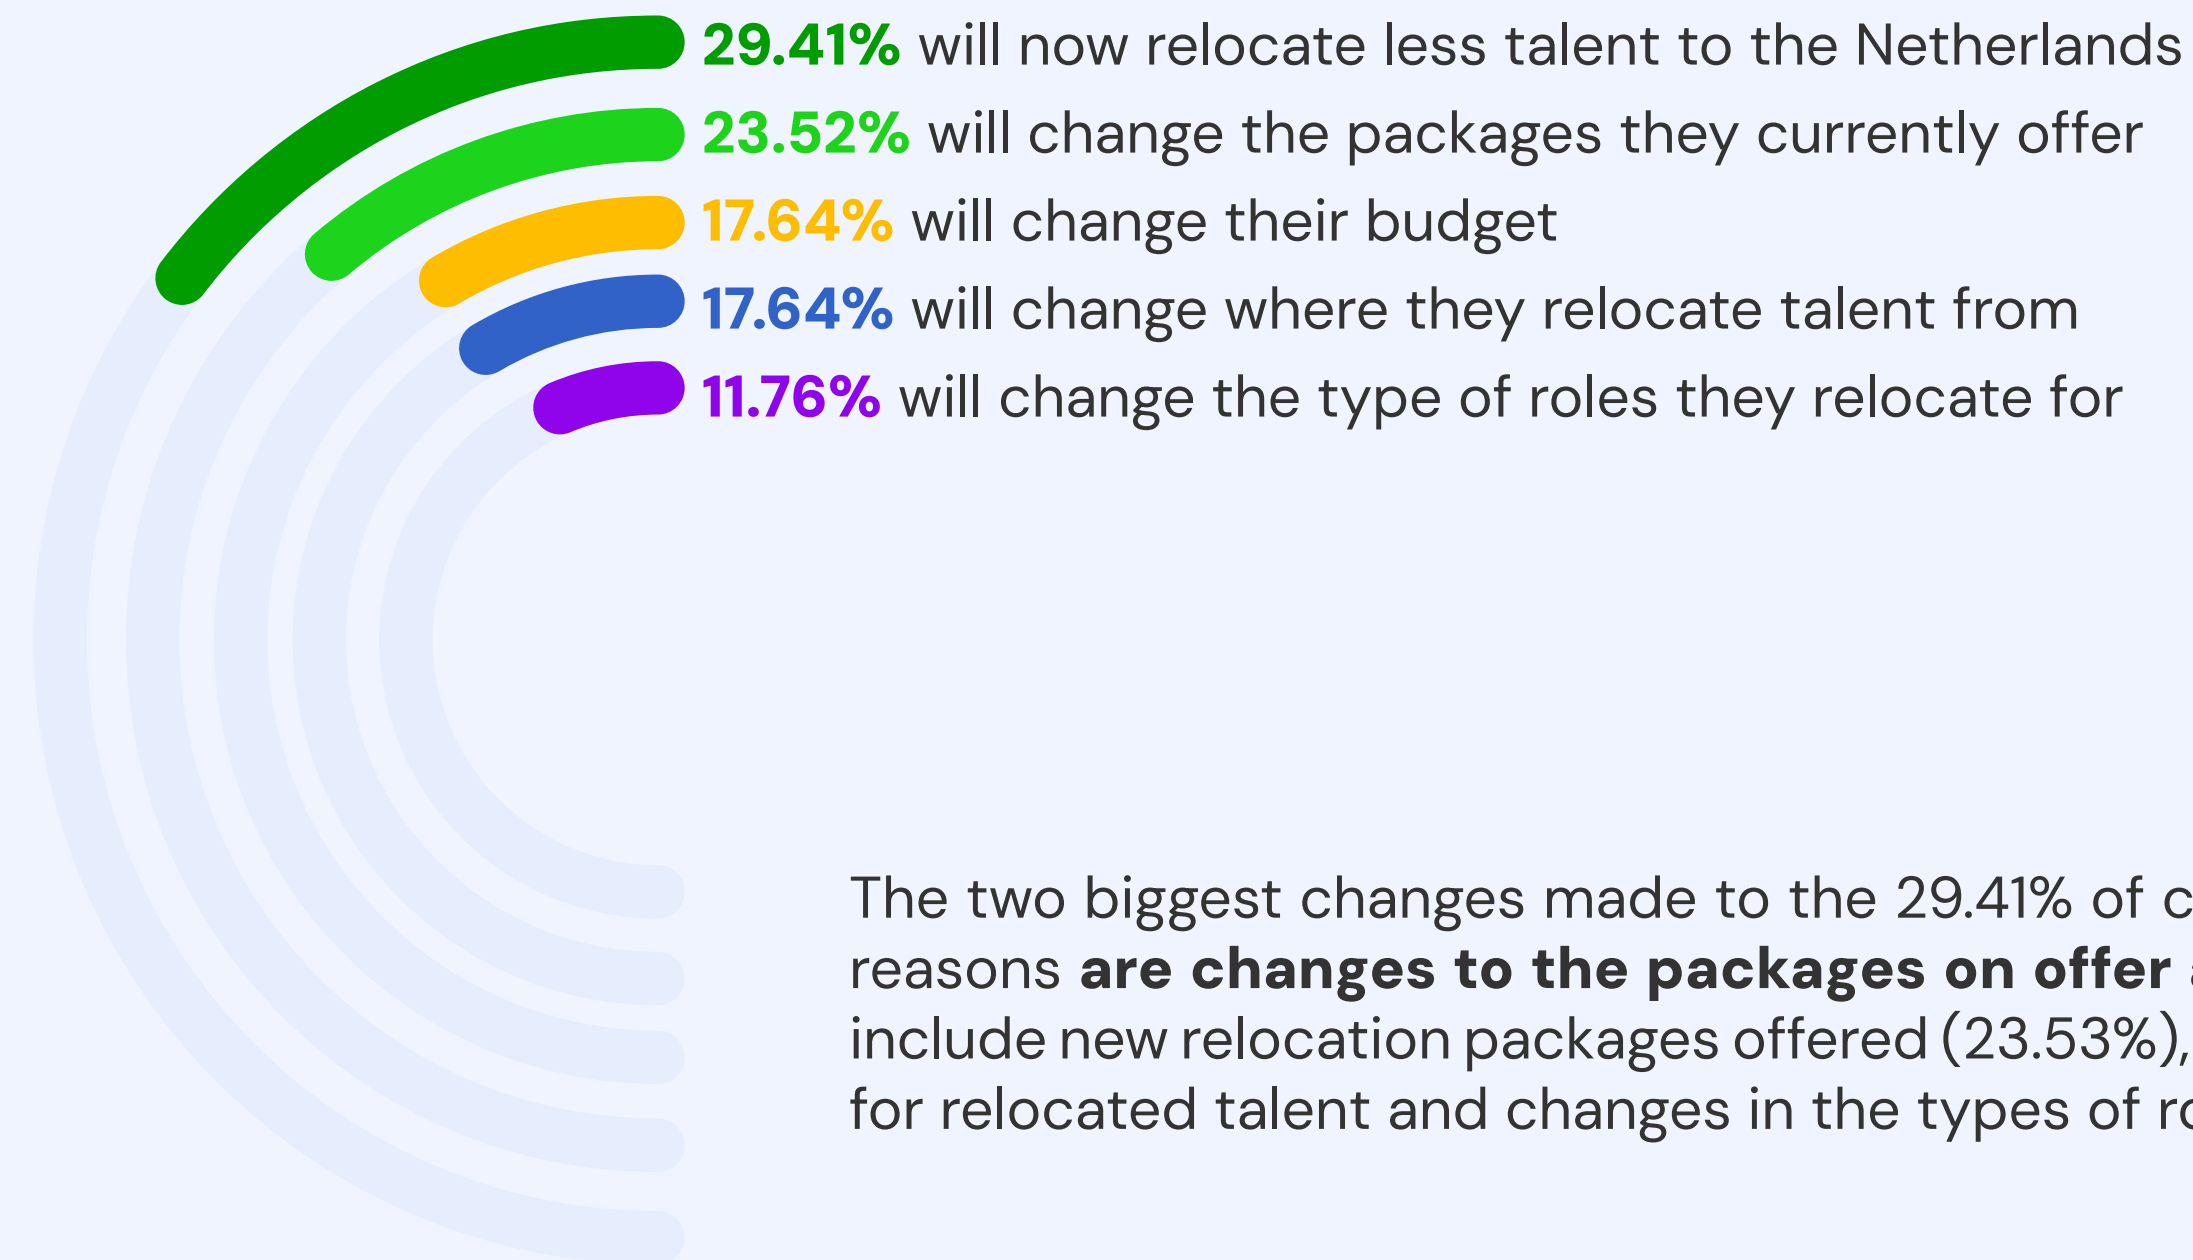 29.41% will now relocate less talent to the Netherlands
23.52% will change the packages they currently offer
17.64% will change their budget
17.64% will change where they relocate talent from
11.76% will change the type of roles they relocate for
The two biggest changes made to the 29.41% of
reasons are changes to the packages on offer
include new relocation packages offered (23.53%),
for relocated talent and changes in the types of